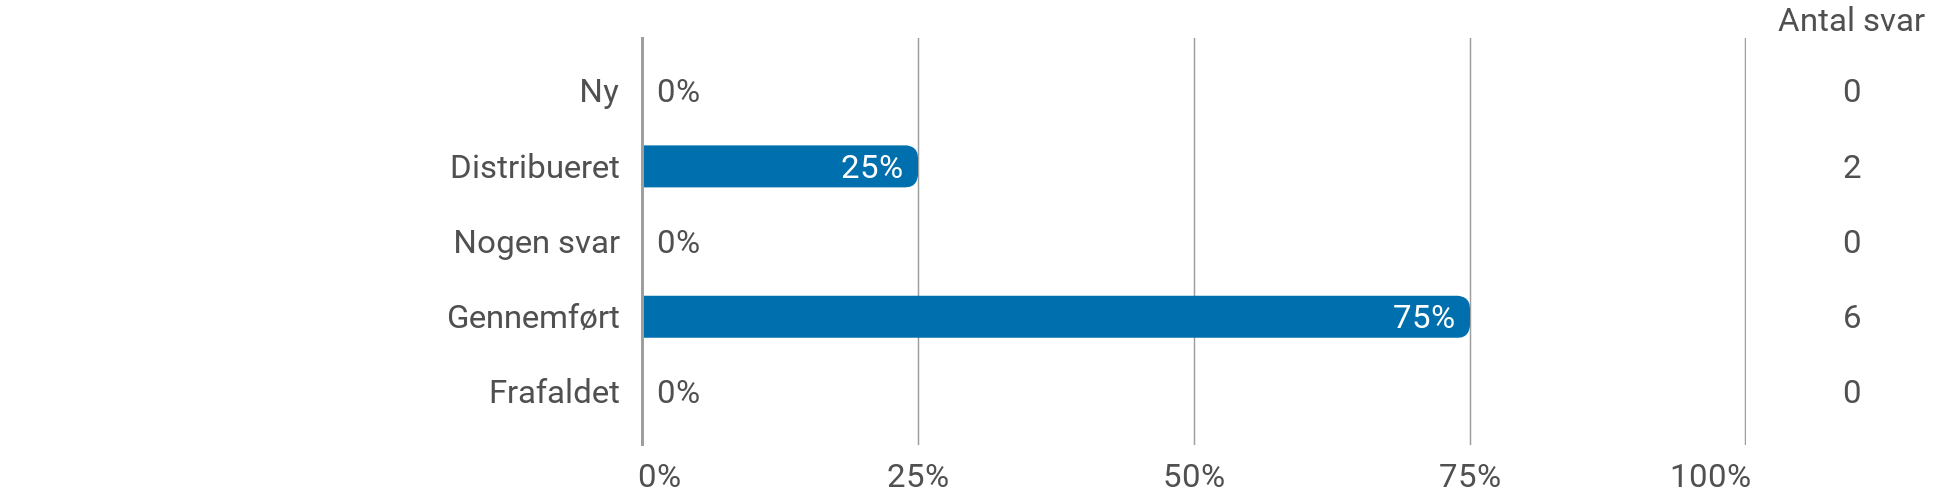 Antal svar
Ny 0% 0
Distribueret 25% 2
Nogen svar 0% 0
Gennemført 75% 6
Frafaldet 0% 0
0% 25% 50% 75% 100%